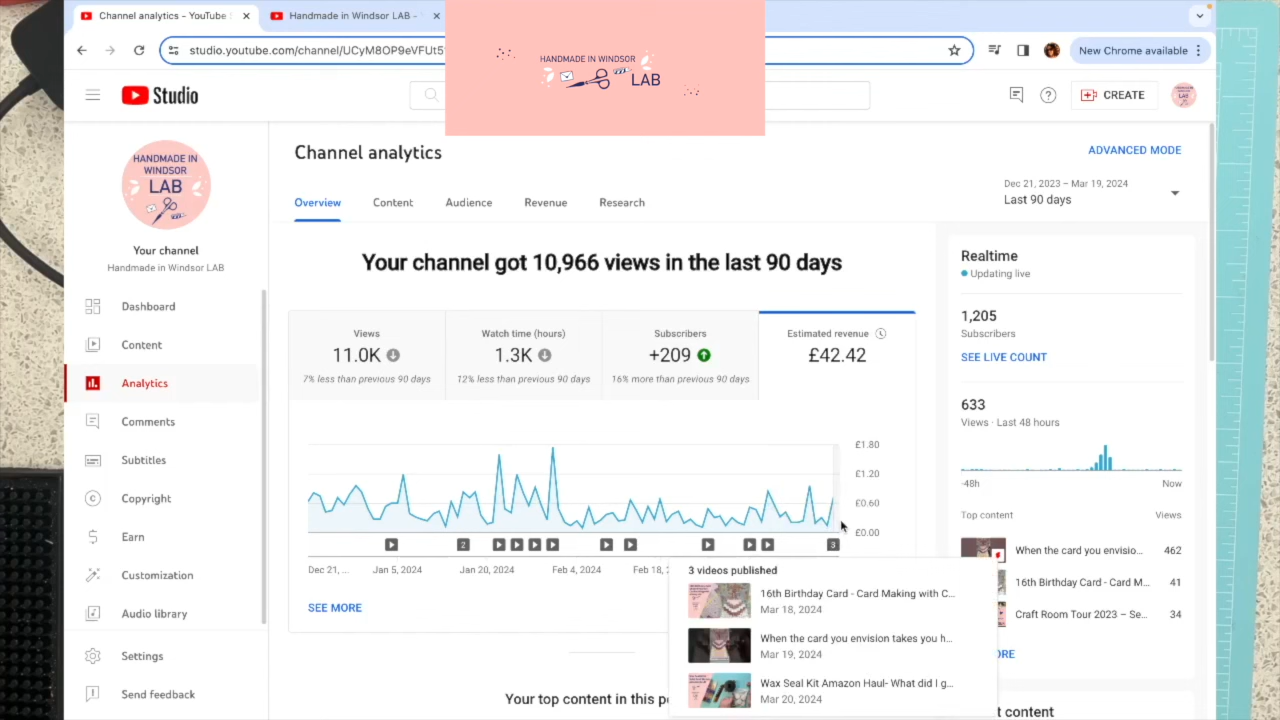 Channel analytics - YouTube S
Handmade in Windsor LAB -
studio.youtube.com/channel/UCyM8OP9eVFUt5
New Chrome available
HANDMADE IN WINDSOR
LAB
Studio
CREATE
HANDMADE IN
WINDSOR
LAB
Your channel
Handmade in Windsor LAB
Dashboard
Content
Analytics
Comments
Subtitles
Copyright
Earn
Customization
Audio library
Settings
Send feedback
Channel analytics
ADVANCED MODE
Overview Content Audience Revenue Research
Dec 21, 2023 – Mar 19, 2024
Last 90 days
Your channel got 10,966 views in the last 90 days
Views
11.0K
7% less than previous 90 days
Watch time (hours)
1.3K
12% less than previous 90 days
Subscribers
+209
16% more than previous 90 days
Estimated revenue
£42.42
£1.80
£1.20
£0.60
£0.00
2
3
Dec 21, ... Jan 5, 2024 Jan 20, 2024 Feb 4, 2024 Feb 18, 2
SEE MORE
3 videos published
16th Birthday Card - Card Making with C...
Mar 18, 2024
When the card you envision takes you h...
Mar 19, 2024
Wax Seal Kit Amazon Haul- What did I g...
Mar 20, 2024
Your top content in this pe
Realtime
Updating live
1,205
Subscribers
SEE LIVE COUNT
633
Views · Last 48 hours
-48h Now
Top content Views
When the card you envisio... 462
16th Birthday Card - Card M... 41
Craft Room Tour 2023 – Se... 34
ORE
t content